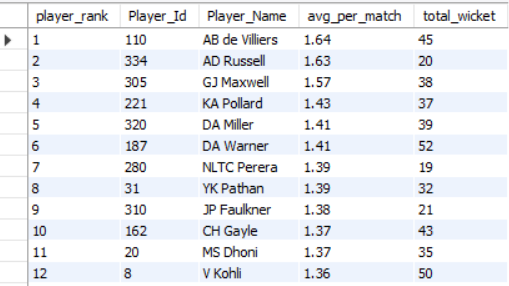 player_rank Player_Id Player_Name avg_per_match total_wicket
1 110 AB de Villiers 1.64 45
2 334 AD Russell 1.63 20
3 305 GJ Maxwell 1.57 38
4 221 KA Pollard 1.43 37
5 320 DA Miller 1.41 39
6 187 DA Warner 1.41 52
7 280 NLTC Perera 1.39 19
8 31 YK Pathan 1.39 32
9 310 JP Faulkner 1.38 21
10 162 CH Gayle 1.37 43
11 20 MS Dhoni 1.37 35
12 8 V Kohli 1.36 50